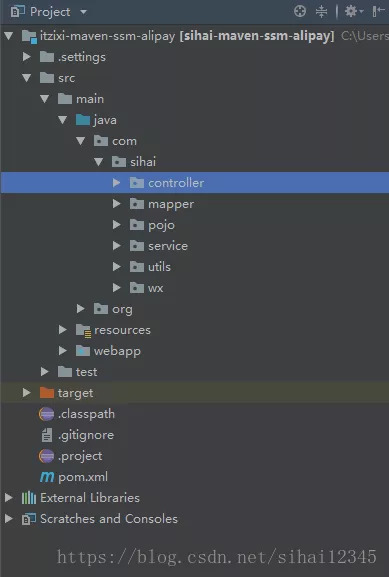 Project
itzixi-maven-ssm-alipay [sihai-maven-ssm-alipay] C:\Users
.settings
src
main
java
com
sihai
controller
mapper
pojo
service
utils
wx
org
resources
webapp
test
target
.classpath
.gitignore
.project
pom.xml
External Libraries
Scratches and Consoles
https://blog.csdn.net/sihai12345